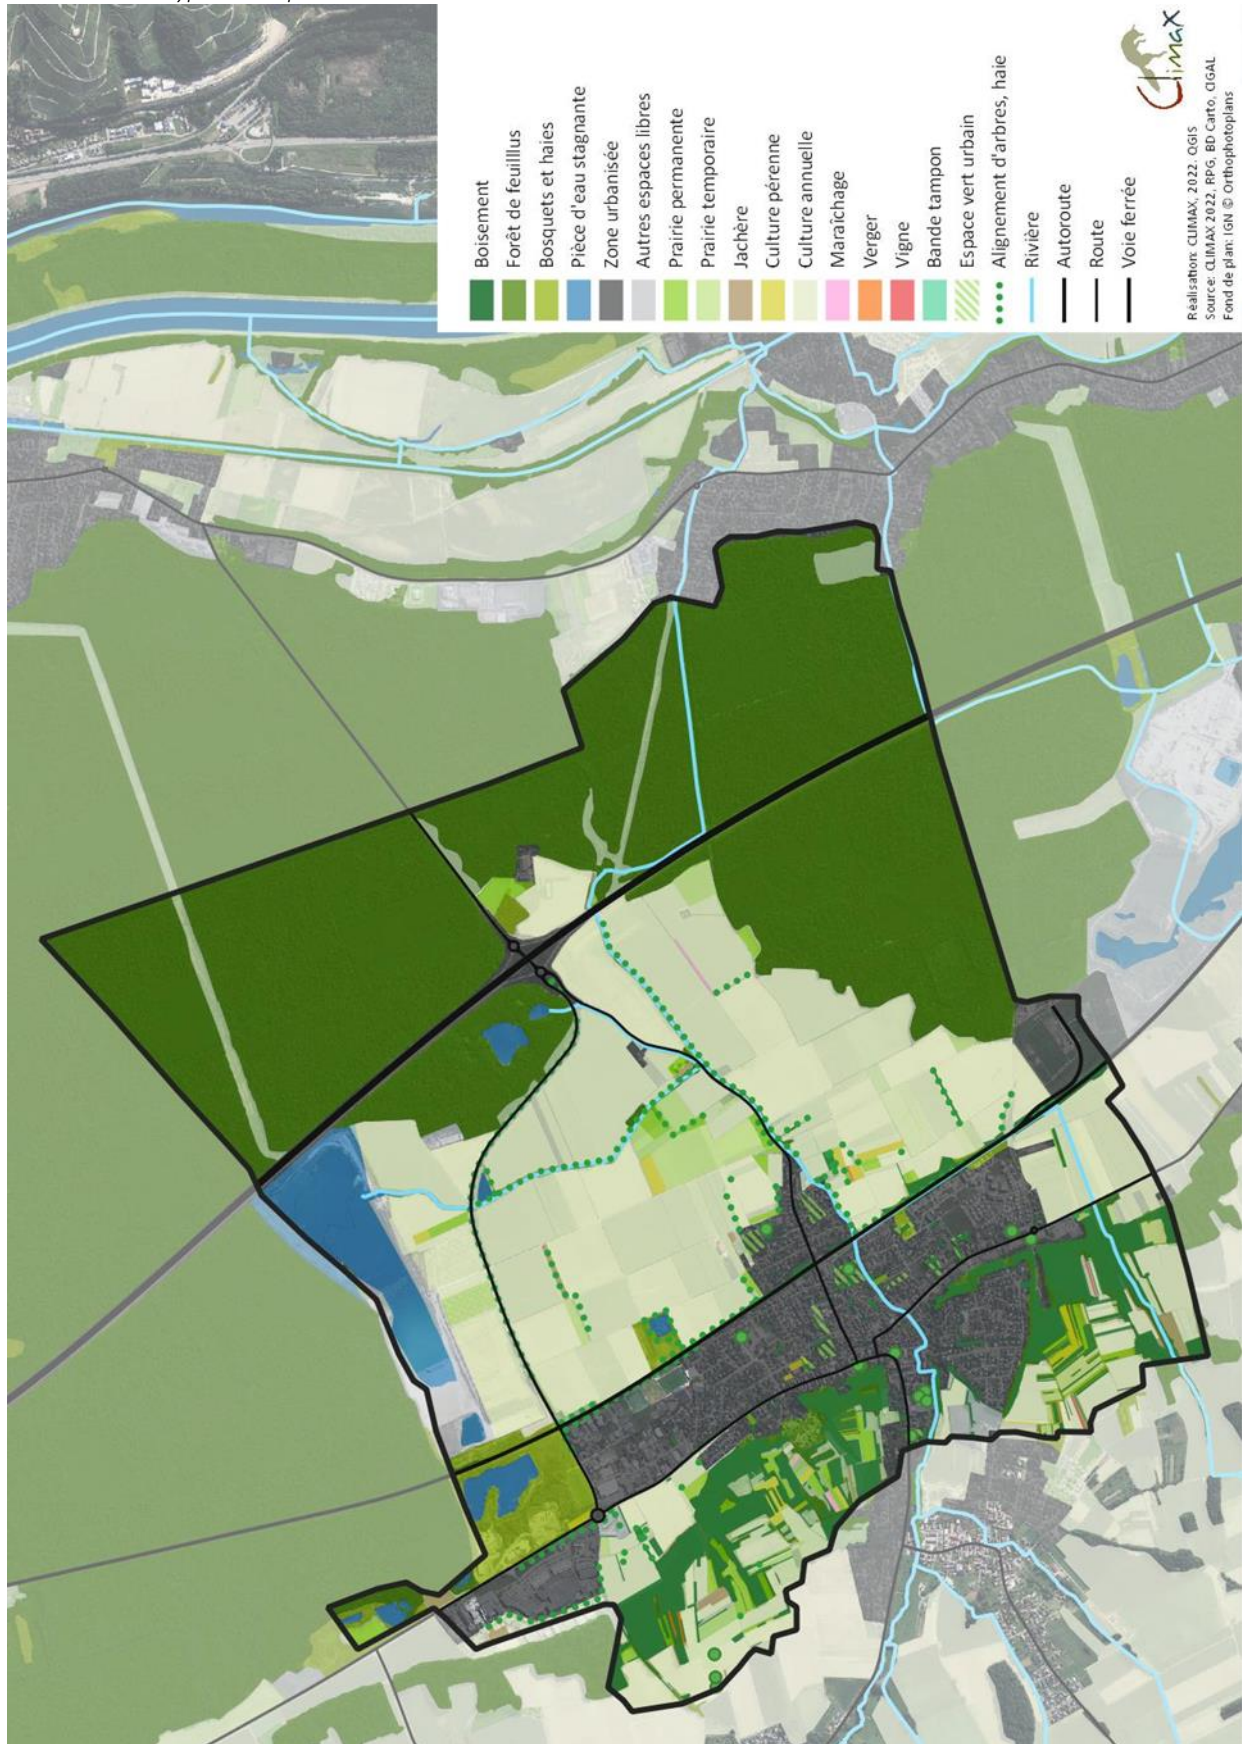 Boisement
Forêt de feuilllus
Bosquets et haies
Pièce d'eau stagnante
Zone urbanisée
Autres espaces libres
Prairie permanente
Prairie temporaire
Jachère
Culture pérenne
Culture annuelle
Maraîchage
Verger
Vigne
Bande tampon
Espace vert urbain
Alignement d'arbres, haie
Rivière
Autoroute
Route
Voie ferrée
ClimaX
Réalisation: CLIMAX, 2022. QGIS
Source: CLIMAX 2022, RPG, BD Carto, CIGAL
Fond de plan: IGN © Orthophotoplans